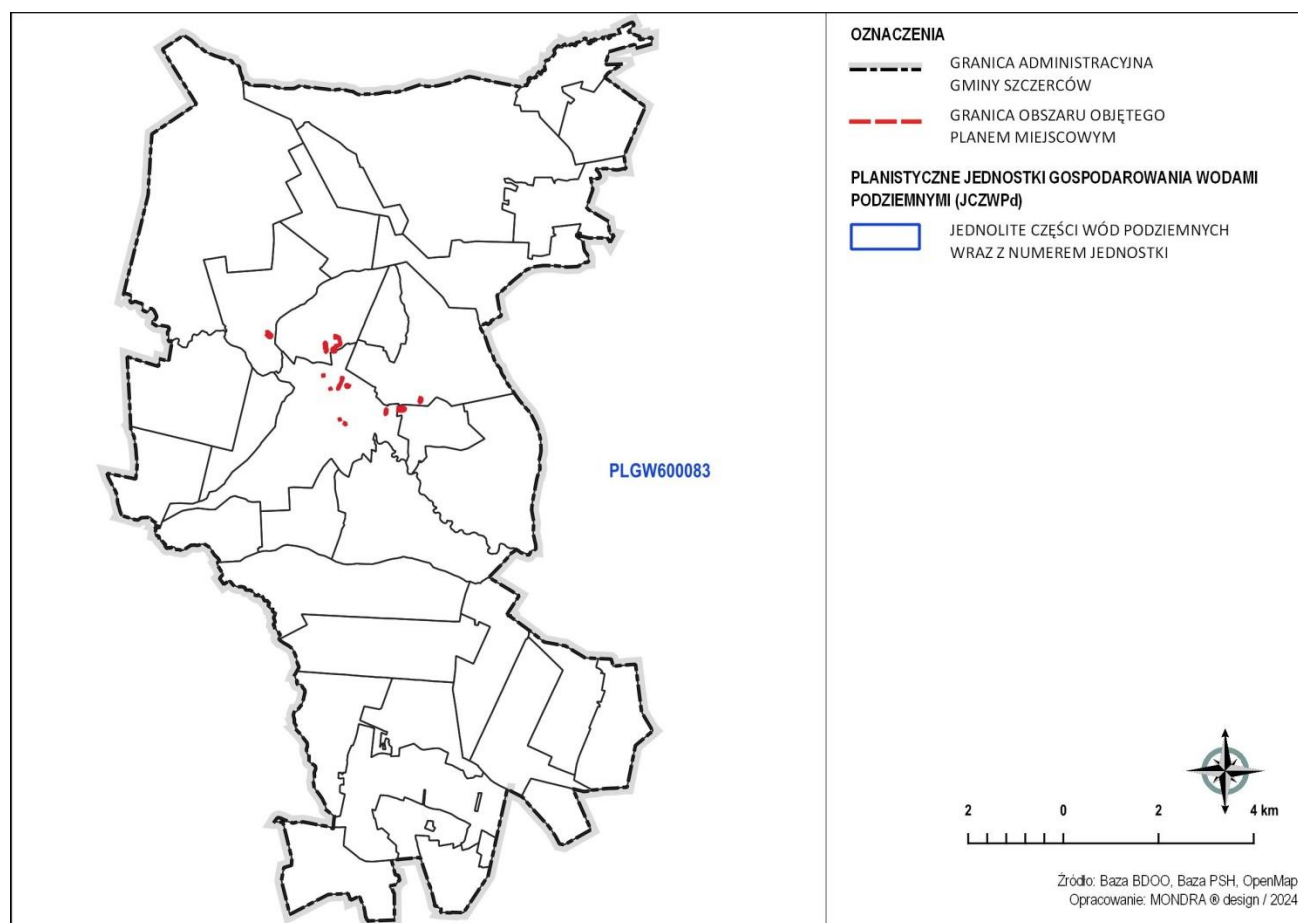 OZNACZENIA
GRANICA ADMINISTRACYJNA
GMINY SZCZERCÓW
GRANICA OBSZARU OBJĘTEGO
PLANEM MIEJSCOWYM
PLANISTYCZNE JEDNOSTKI GOSPODAROWANIA WODAMI
PODZIEMNYMI (JCZWPd)
JEDNOLITE CZĘŚCI WÓD PODZIEMNYCH
WRAZ Z NUMEREM JEDNOSTKI
PLGW600083
2 0 2 4 km
Źródło: Baza BDOO, Baza PSH, OpenMap
Opracowanie: MONDRA ® design / 2024